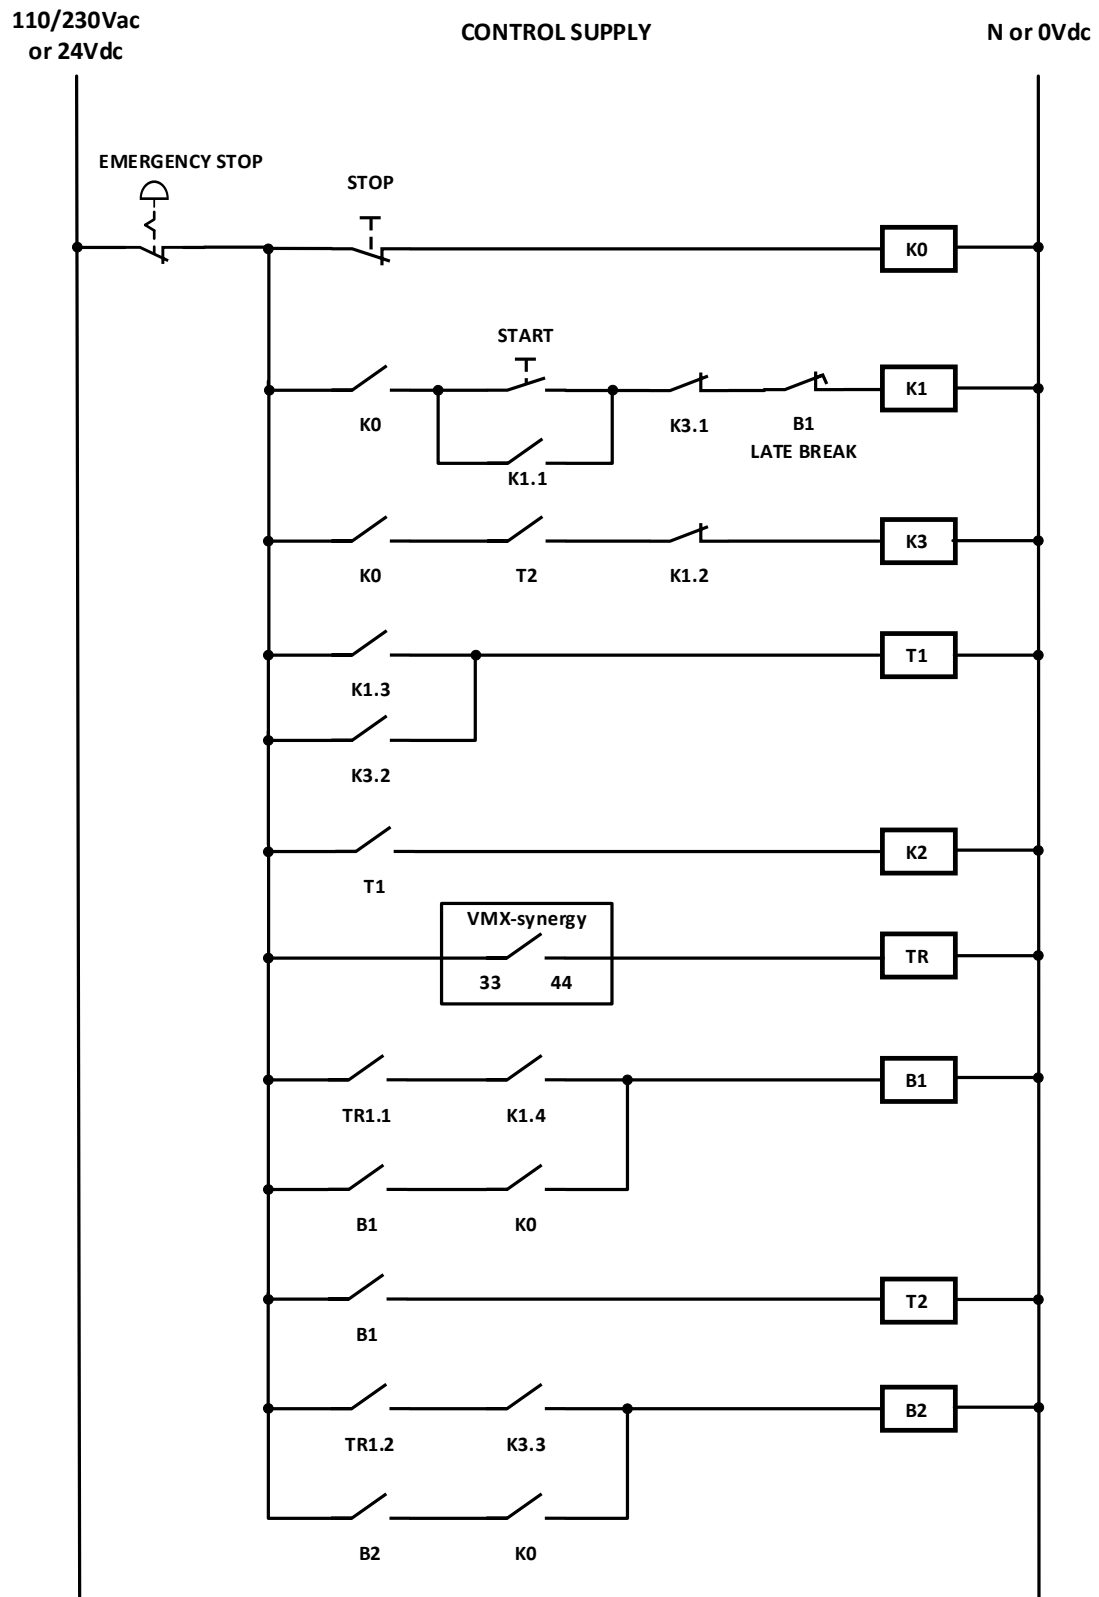 110/230Vac
or 24Vdc
CONTROL SUPPLY
N or 0Vdc
EMERGENCY STOP
STOP
K0
START
K1
K0
K3.1
B1
LATE BREAK
K1.1
K3
K0
T2
K1.2
T1
K1.3
K3.2
K2
T1
VMX-synergy
33
44
TR
B1
TR1.1
K1.4
B1
K0
T2
B1
B2
TR1.2
K3.3
B2
K0